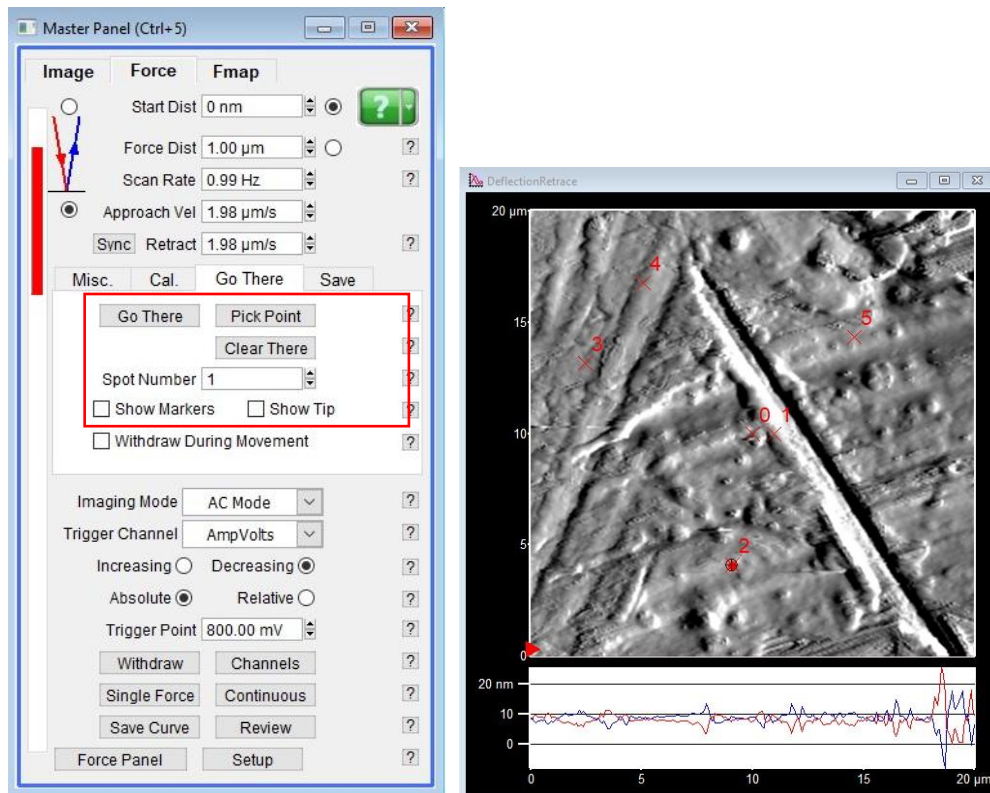 Master Panel (Ctrl+5)
Image Force Fmap
Start Dist 0 nm ?
Force Dist 1.00 µm ?
Scan Rate 0.99 Hz ?
Approach Vel 1.98 µm/s
Sync Retract 1.98 µm/s ?
Misc. Cal. Go There Save
Go There Pick Point ?
Clear There ?
Spot Number 1 ?
Show Markers Show Tip ?
Withdraw During Movement ?
Imaging Mode AC Mode ?
Trigger Channel AmpVolts ?
Increasing Decreasing ?
Absolute Relative ?
Trigger Point 800.00 mV ?
Withdraw Channels ?
Single Force Continuous ?
Save Curve Review ?
Force Panel Setup ?
DeflectionRetrace
20 µm
15
10
5
0
4
5
3
0 1
2
20 nm
10
0
0 5 10 15 20 µm